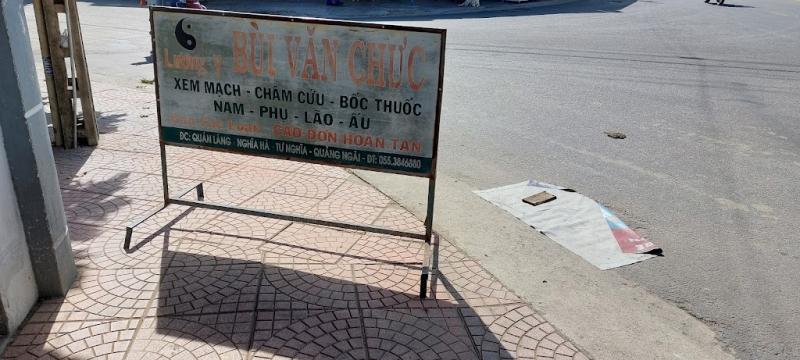 Lương y BÙI VĂN CHỨC
XEM MẠCH - CHÂM CỨU - BỐC THUỐC
NAM - PHỤ - LÃO - ẤU
CAO-ĐƠN HOÀN TÁN
ĐC: QUÁN LÁNG - NGHĨA HÀ - TƯ NGHĨA - QUẢNG NGÃI - ĐT: 055.3846880